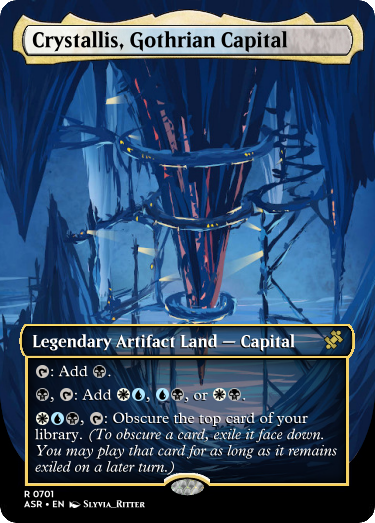 Crystallis, Gothrian Capital
Legendary Artifact Land — Capital
: Add .
, : Add , , or .
, : Obscure the top card of your
library. (To obscure a card, exile it face down.
You may play that card for as long as it remains
exiled on a later turn.)
R 0701
ASR • EN Slyvia_Ritter